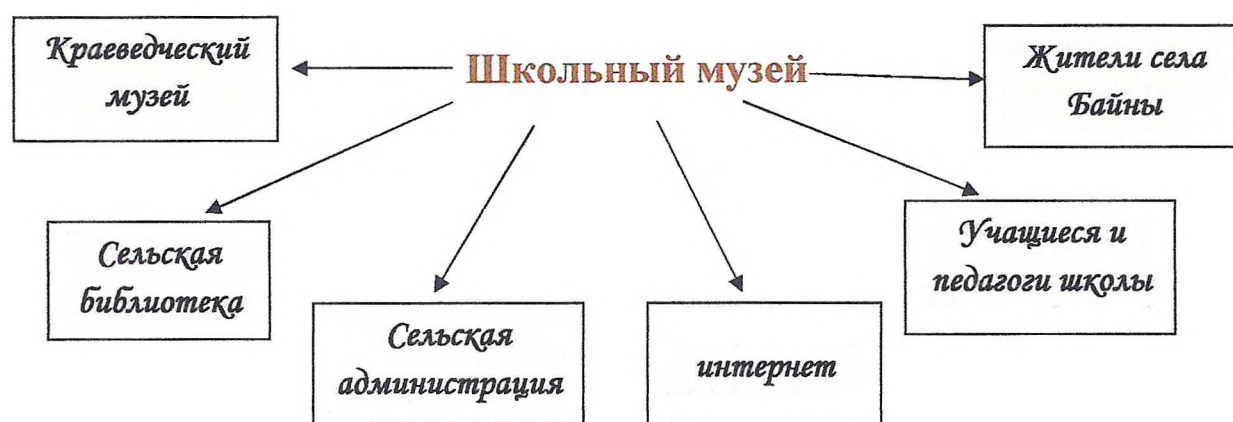 Краеведческий
музей
Школьный музей
Жители села
Байны
Сельская
библиотека
Сельская
администрация
интернет
Учащиеся и
педагоги школы